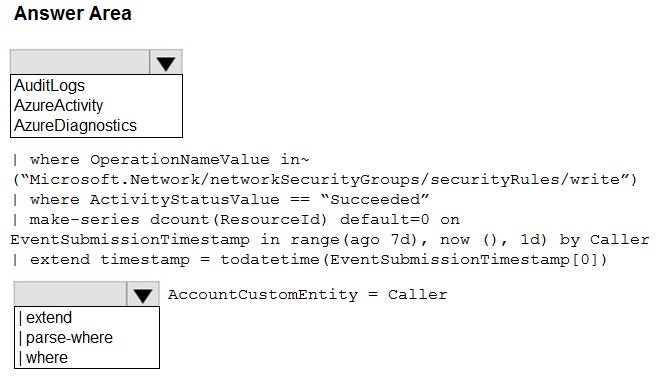 Answer Area
AuditLogs
AzureActivity
AzureDiagnostics
| where OperationNameValue in~
(“Microsoft.Network/networkSecurityGroups/securityRules/write”)
| where ActivityStatusValue == “Succeeded”
| make-series dcount(ResourceId) default=0 on
EventSubmissionTimestamp in range(ago 7d), now (), 1d) by Caller
| extend timestamp = todatetime(EventSubmissionTimestamp[0])
AccountCustomEntity = Caller
| extend
| parse-where
| where